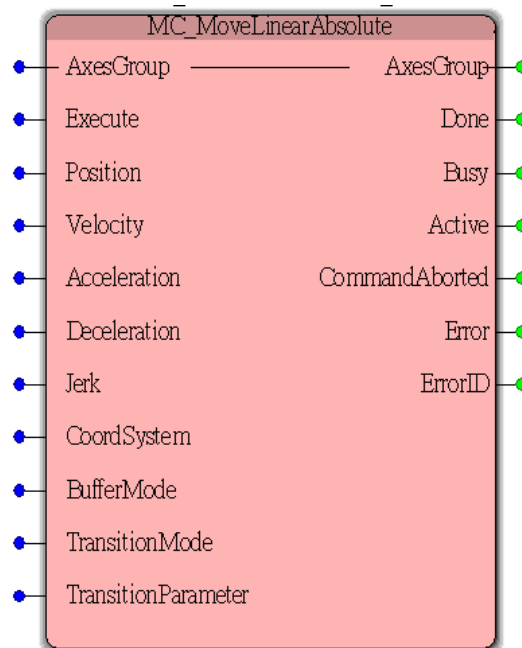 MC_MoveLinearAbsolute
AxesGroup AxesGroup
Execute Done
Position Busy
Velocity Active
Acceleration CommandAborted
Deceleration Error
Jerk ErrorID
CoordSystem
BufferMode
TransitionMode
TransitionParameter